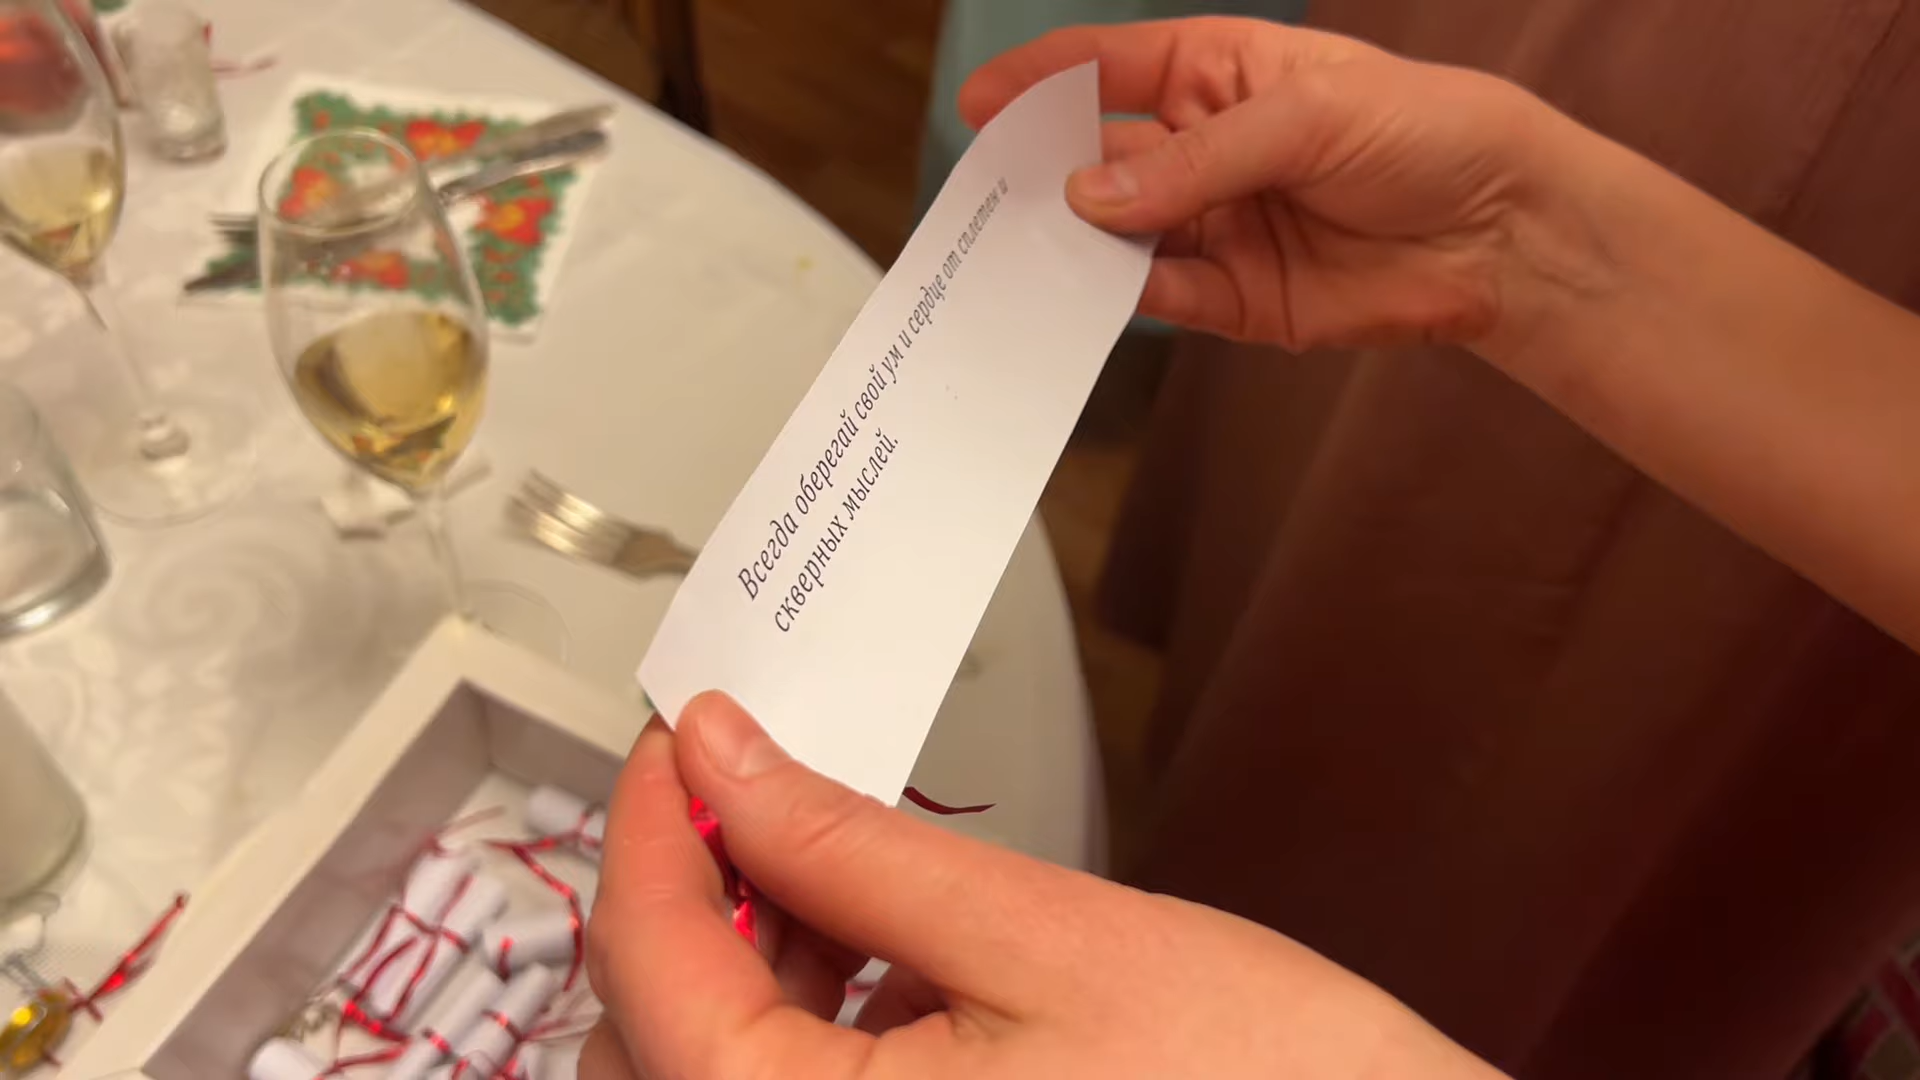 Всегда оберегай свой ум и сердце от сплетен и
скверных мыслей.